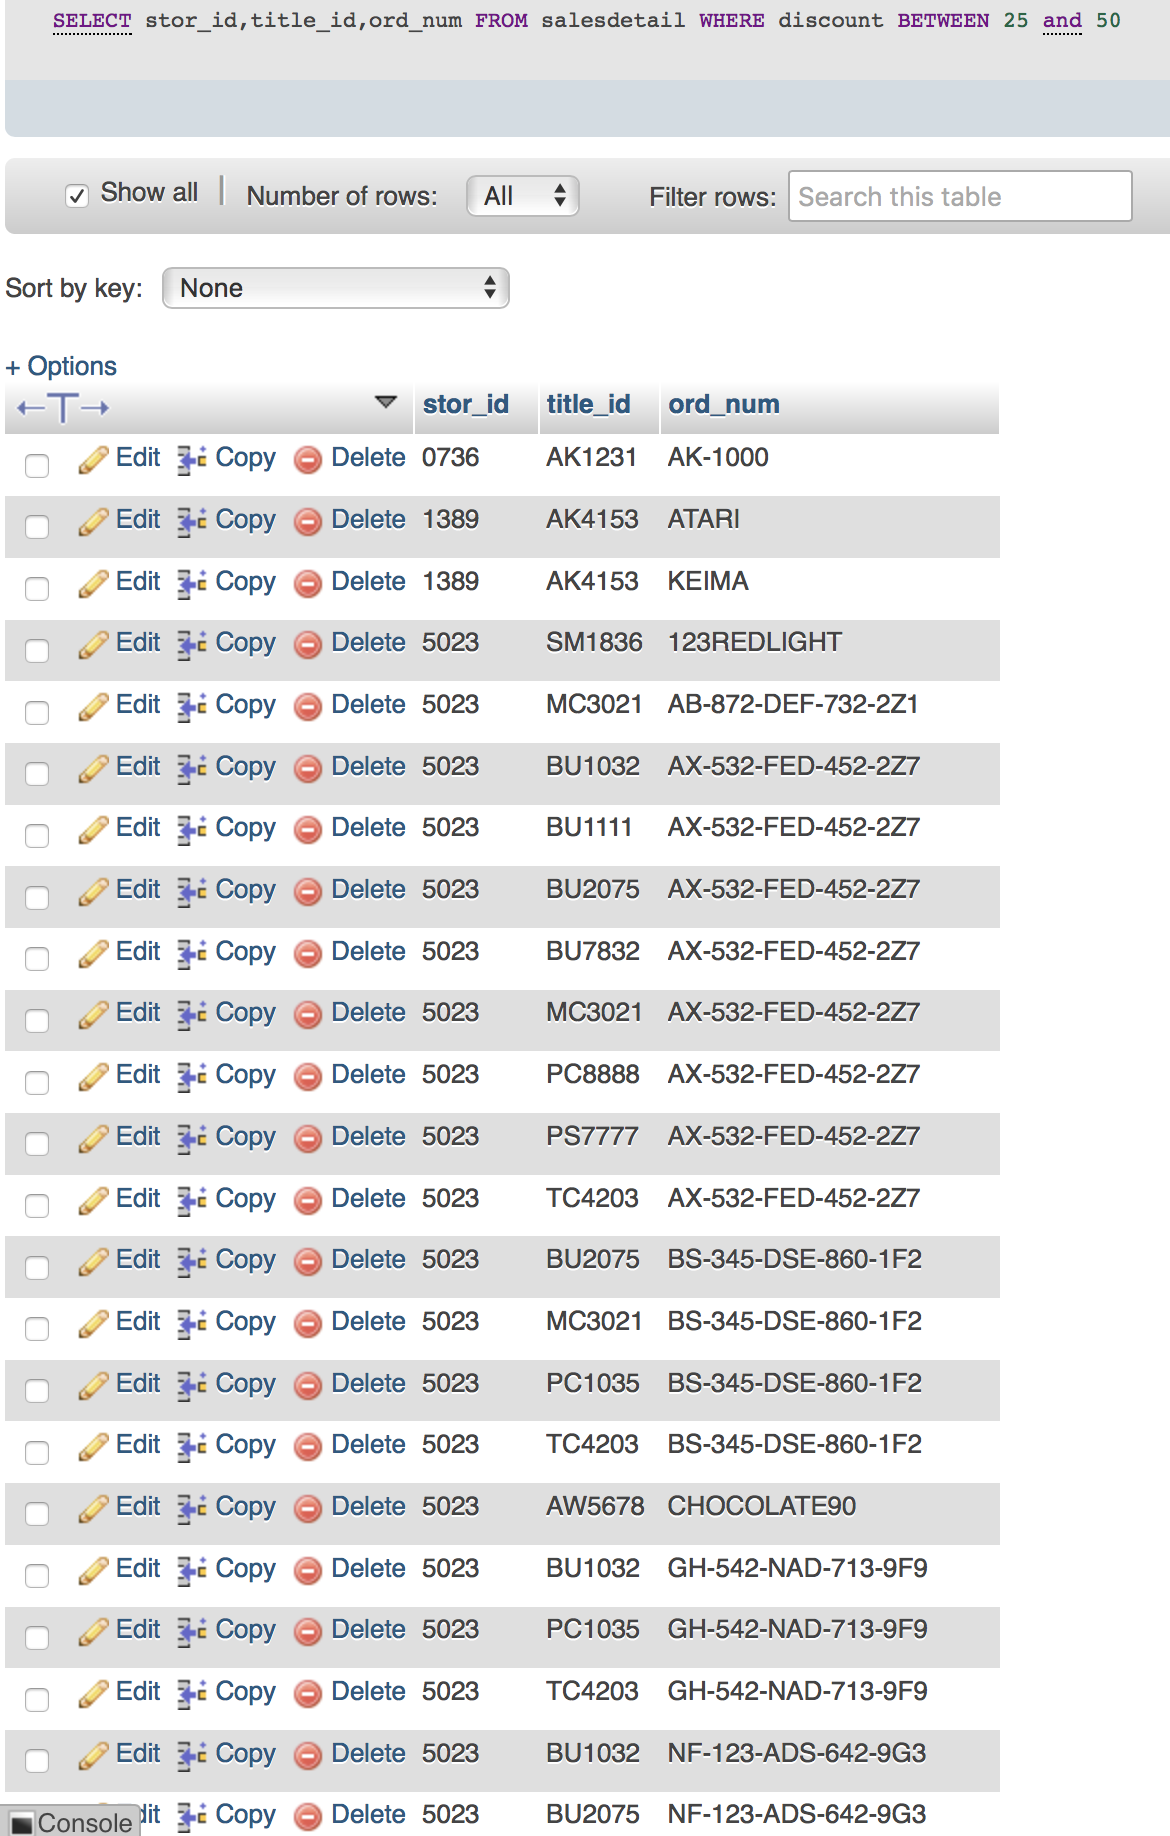 SELECT stor_id,title_id,ord_num FROM salesdetail WHERE discount BETWEEN 25 and 50
Show all | Number of rows: All Filter rows: Search this table
Sort by key: None
+ Options
←T→ stor_id title_id ord_num
Edit Copy Delete 0736 AK1231 AK-1000
Edit Copy Delete 1389 AK4153 ATARI
Edit Copy Delete 1389 AK4153 KEIMA
Edit Copy Delete 5023 SM1836 123REDLIGHT
Edit Copy Delete 5023 MC3021 AB-872-DEF-732-2Z1
Edit Copy Delete 5023 BU1032 AX-532-FED-452-2Z7
Edit Copy Delete 5023 BU1111 AX-532-FED-452-2Z7
Edit Copy Delete 5023 BU2075 AX-532-FED-452-2Z7
Edit Copy Delete 5023 BU7832 AX-532-FED-452-2Z7
Edit Copy Delete 5023 MC3021 AX-532-FED-452-2Z7
Edit Copy Delete 5023 PC8888 AX-532-FED-452-2Z7
Edit Copy Delete 5023 PS7777 AX-532-FED-452-2Z7
Edit Copy Delete 5023 TC4203 AX-532-FED-452-2Z7
Edit Copy Delete 5023 BU2075 BS-345-DSE-860-1F2
Edit Copy Delete 5023 MC3021 BS-345-DSE-860-1F2
Edit Copy Delete 5023 PC1035 BS-345-DSE-860-1F2
Edit Copy Delete 5023 TC4203 BS-345-DSE-860-1F2
Edit Copy Delete 5023 AW5678 CHOCOLATE90
Edit Copy Delete 5023 BU1032 GH-542-NAD-713-9F9
Edit Copy Delete 5023 PC1035 GH-542-NAD-713-9F9
Edit Copy Delete 5023 TC4203 GH-542-NAD-713-9F9
Edit Copy Delete 5023 BU1032 NF-123-ADS-642-9G3
Console dit Copy Delete 5023 BU2075 NF-123-ADS-642-9G3